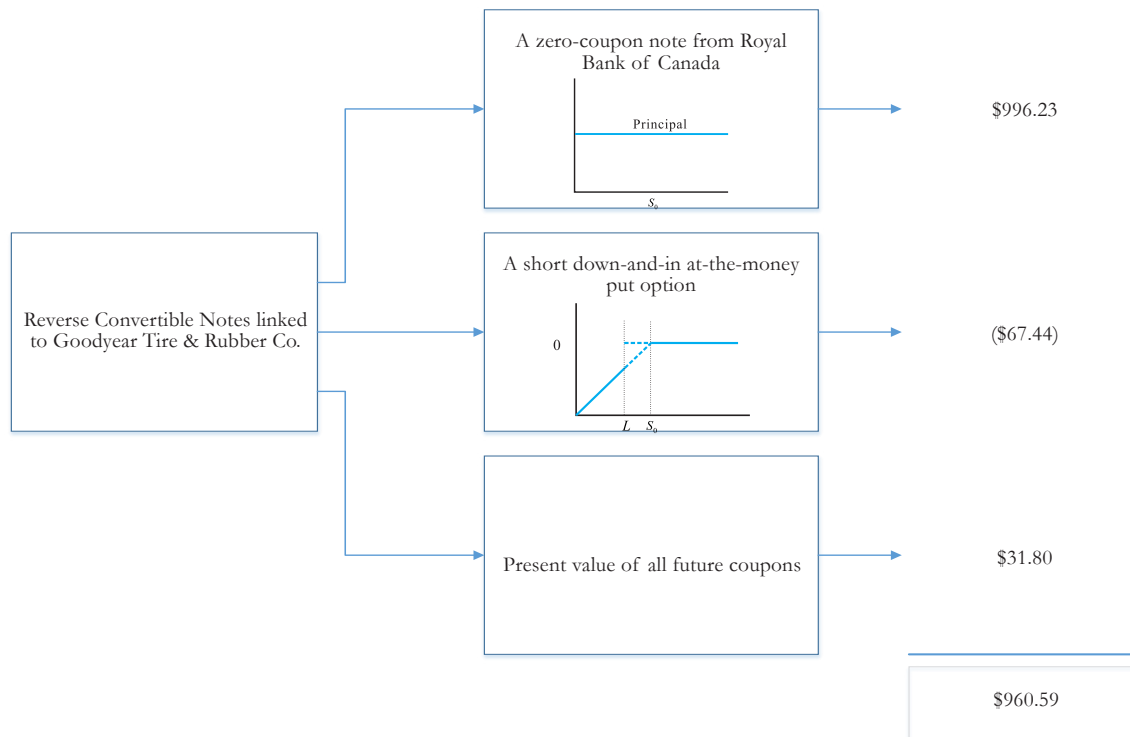 A zero-coupon note from Royal
Bank of Canada
Principal
S₀
$996.23
Reverse Convertible Notes linked
to Goodyear Tire & Rubber Co.
A short down-and-in at-the-money
put option
0
L S₀
($67.44)
Present value of all future coupons
$31.80
$960.59